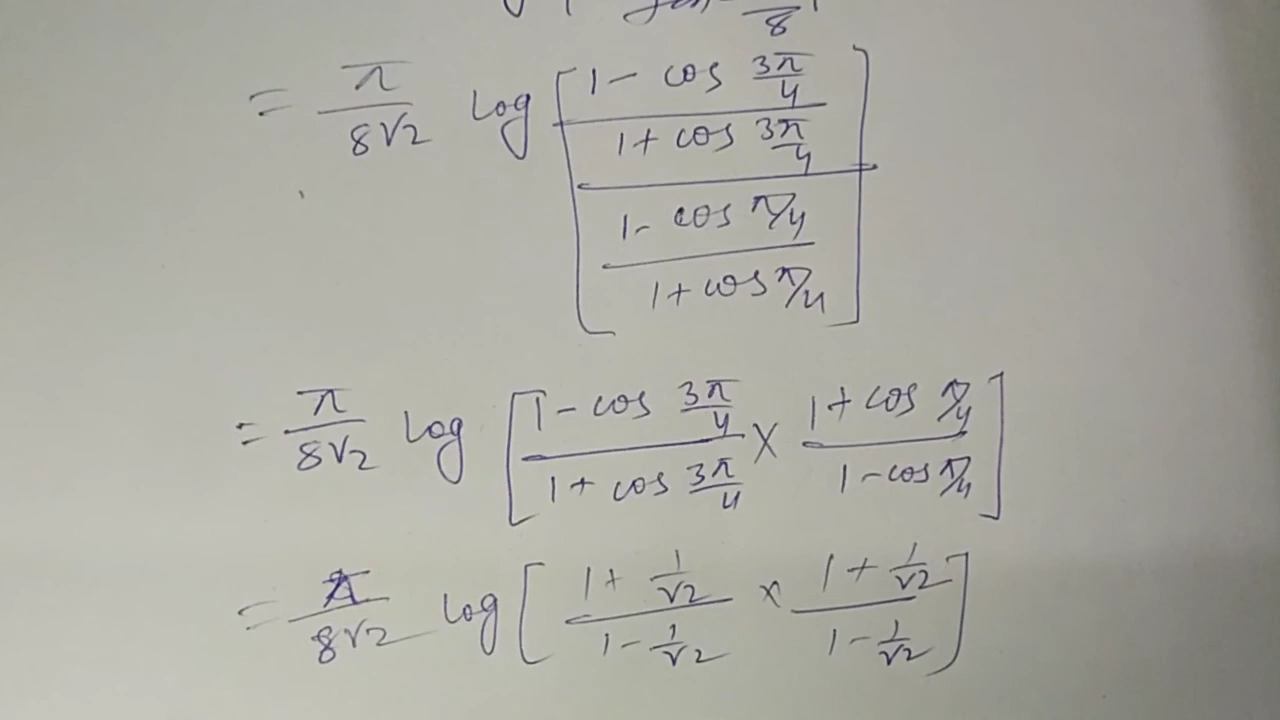 8
= π/8√2 log [ (1 - cos 3π/4)/(1 + cos 3π/4) / (1 - cos π/4)/(1 + cos π/4) ]
= π/8√2 log [ (1 - cos 3π/4)/(1 + cos 3π/4) × (1 + cos π/4)/(1 - cos π/4) ]
= π/8√2 log [ (1 + 1/√2)/(1 - 1/√2) × (1 + 1/√2)/(1 - 1/√2) ]